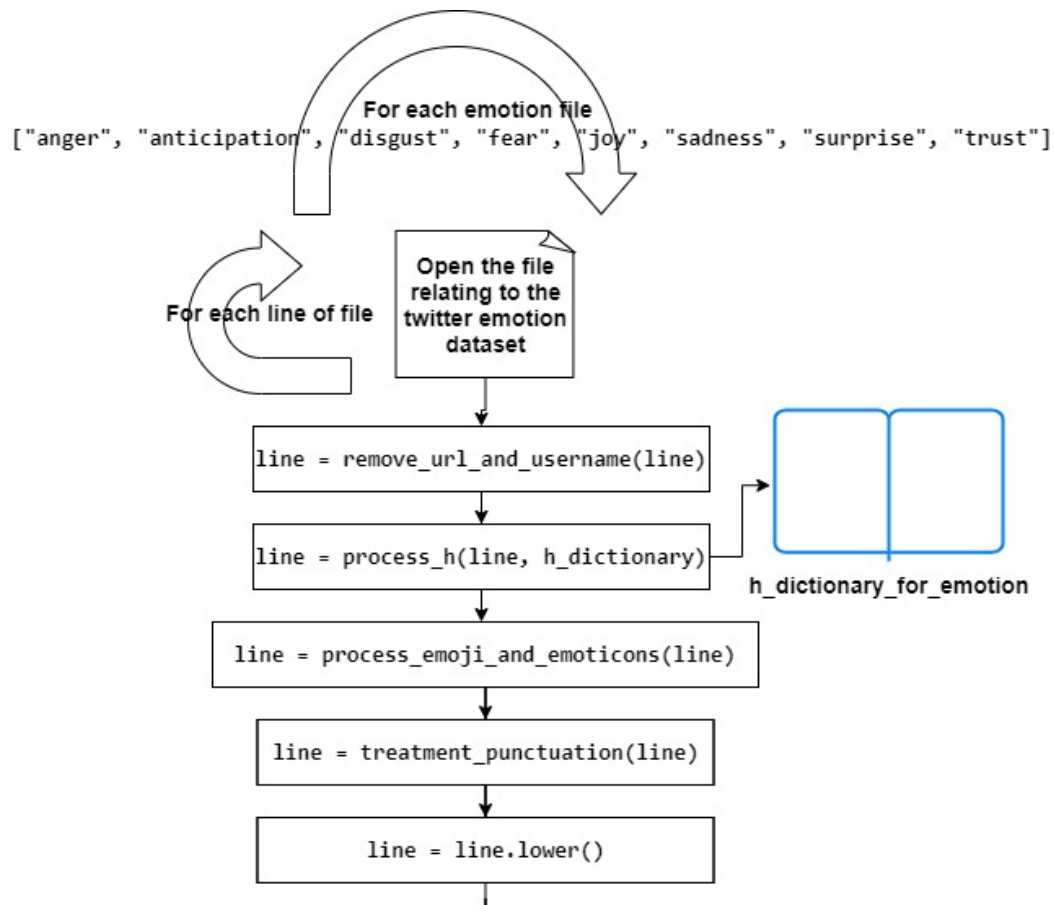 For each emotion file
["anger", "anticipation", "disgust", "fear", "joy", "sadness", "surprise", "trust"]
For each line of file
Open the file
relating to the
twitter emotion
dataset
line = remove_url_and_username(line)
line = process_h(line, h_dictionary)
h_dictionary_for_emotion
line = process_emoji_and_emoticons(line)
line = treatment_punctuation(line)
line = line.lower()